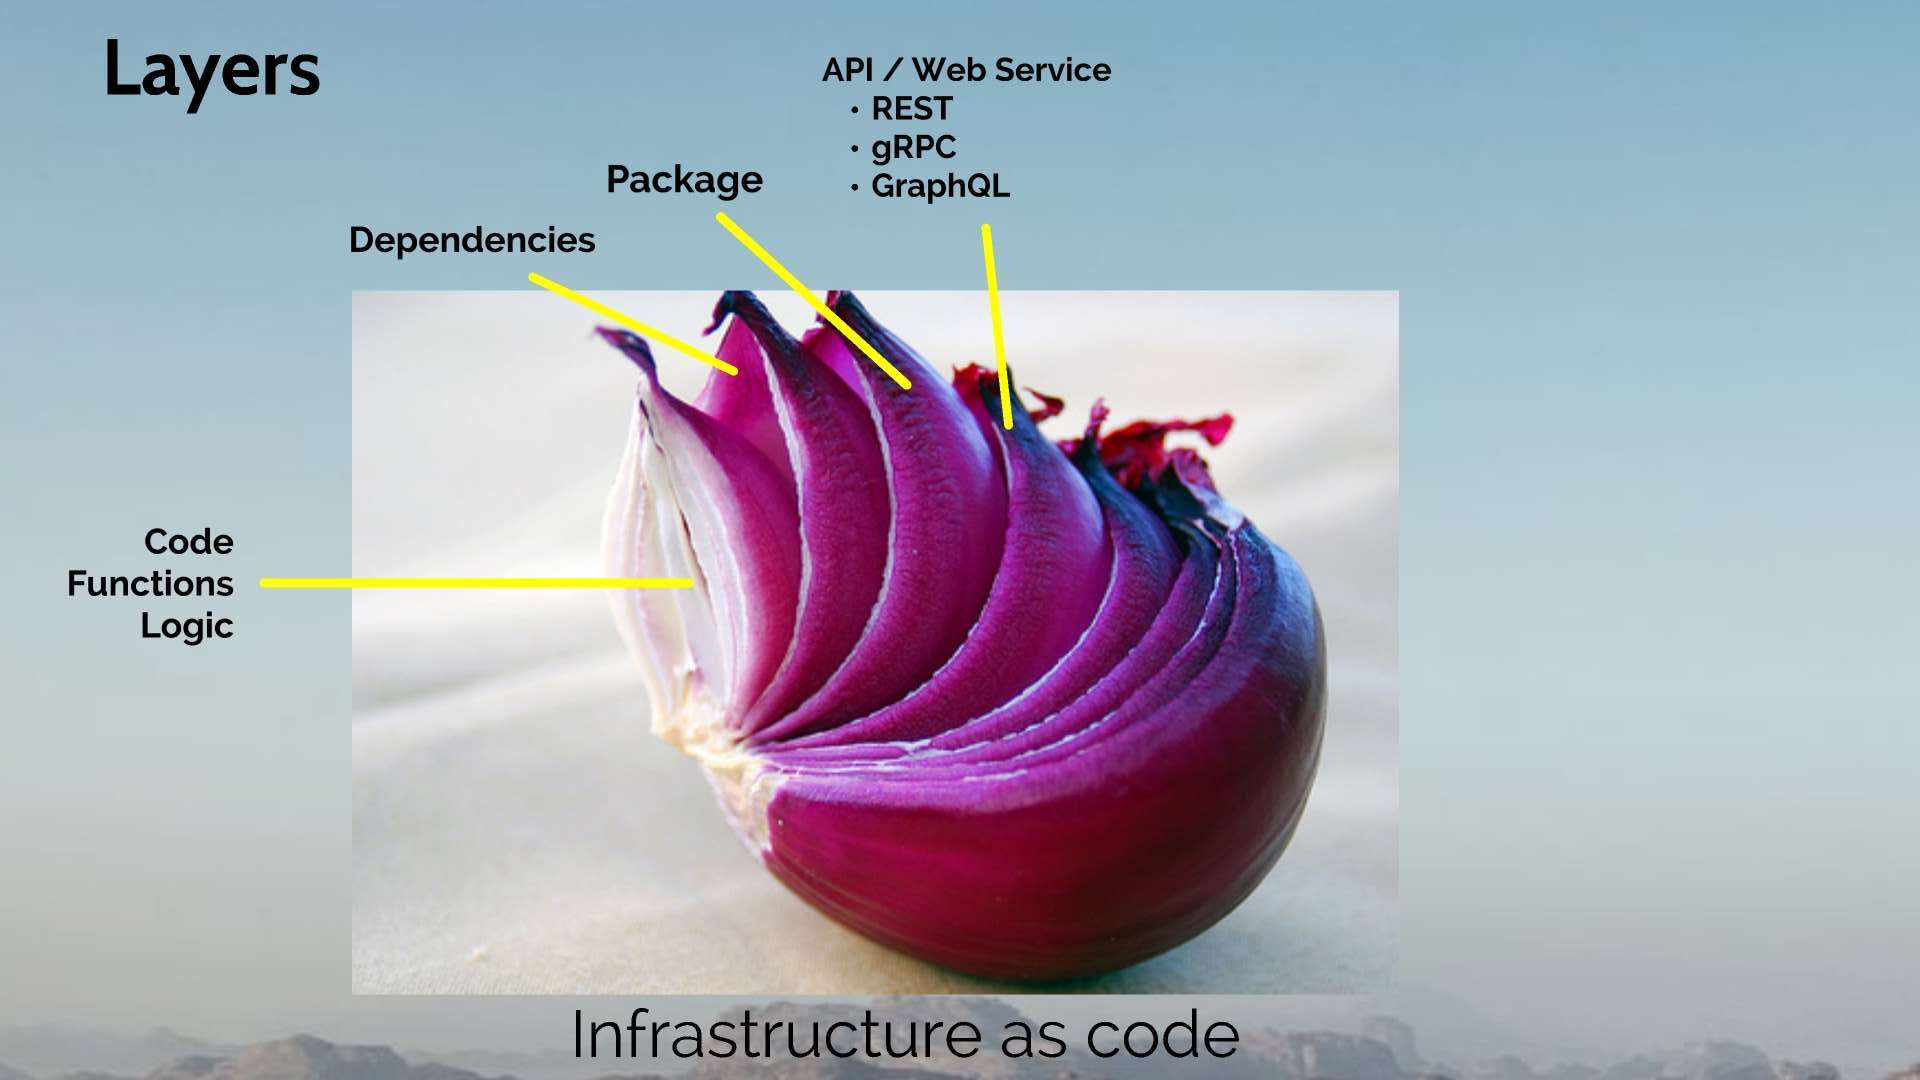 Layers
API / Web Service
• REST
• gRPC
• GraphQL
Package
Dependencies
Code
Functions
Logic
Infrastructure as code